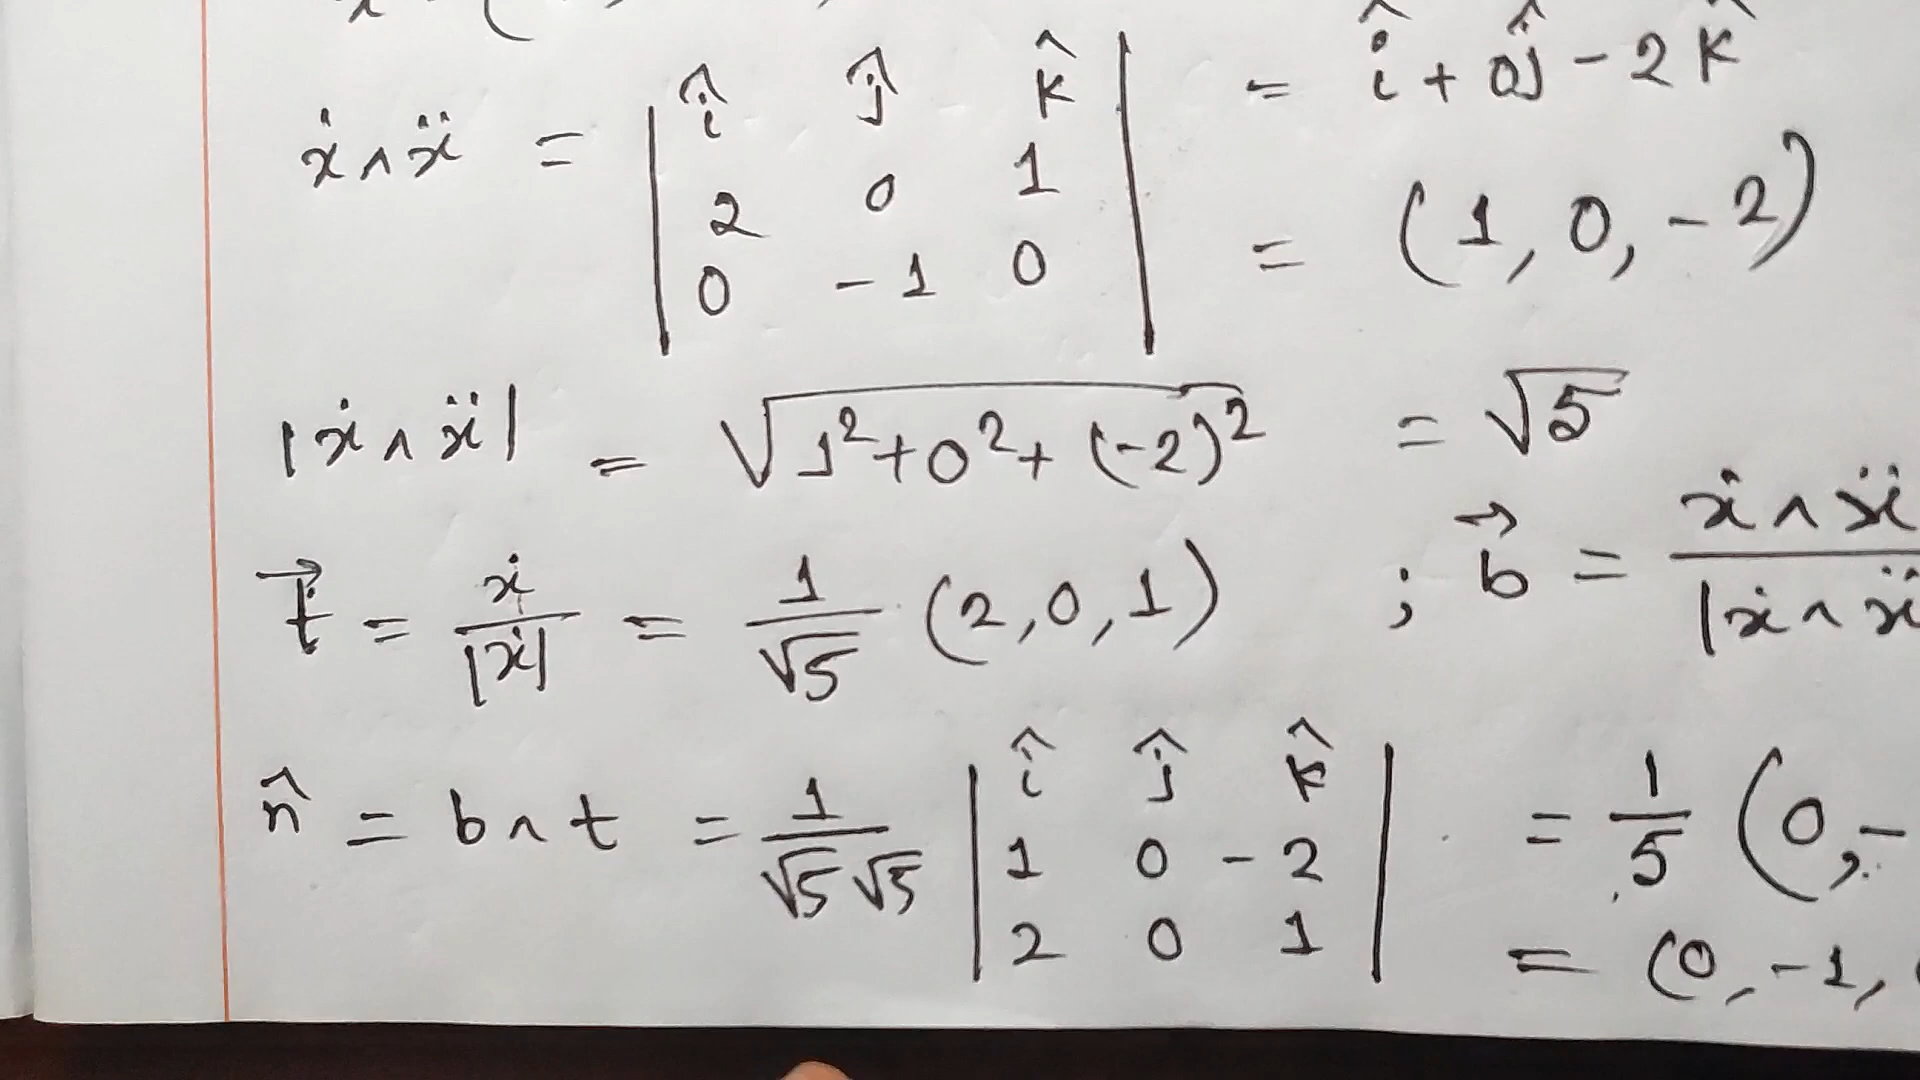 ẋ ∧ ẍ = | î ĵ k̂ | = î + 0ĵ - 2k̂
2 0 1
0 -1 0
= (1, 0, -2)
|ẋ ∧ ẍ| = √(1² + 0² + (-2)²) = √5
t⃗ = ẋ/|ẋ| = 1/√5 (2, 0, 1) ; b⃗ = ẋ ∧ ẍ / |ẋ ∧ ẍ
n̂ = b ∧ t = 1/√5√5 | î ĵ k̂ | = 1/5 (0, -
1 0 -2
2 0 1
= (0, -1,